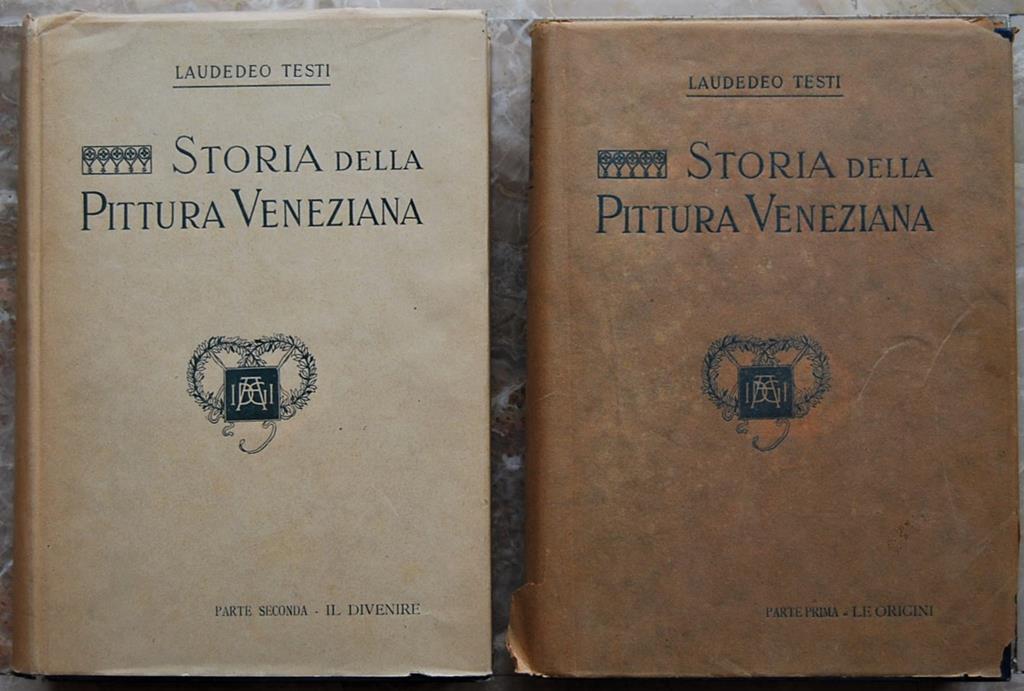 LAUDEDEO TESTI
STORIA DELLA
PITTURA VENEZIANA
PARTE SECONDA - IL DIVENIRE
LAUDEDEO TESTI
STORIA DELLA
PITTURA VENEZIANA
PARTE PRIMA - LE ORIGINI